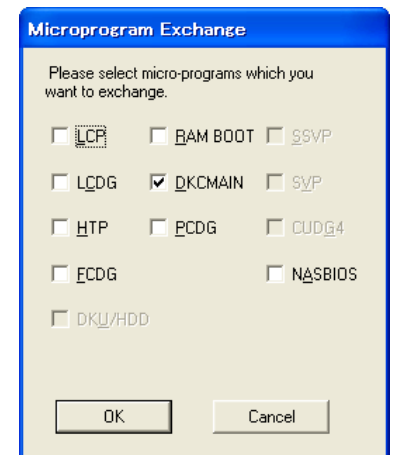 Microprogram Exchange
Please select micro-programs which you
want to exchange.
LCP RAM BOOT SSVP
LCDG DKCMAIN SVP
HTP PCDG CUDG4
FCDG NASBIOS
DKU/HDD
OK Cancel